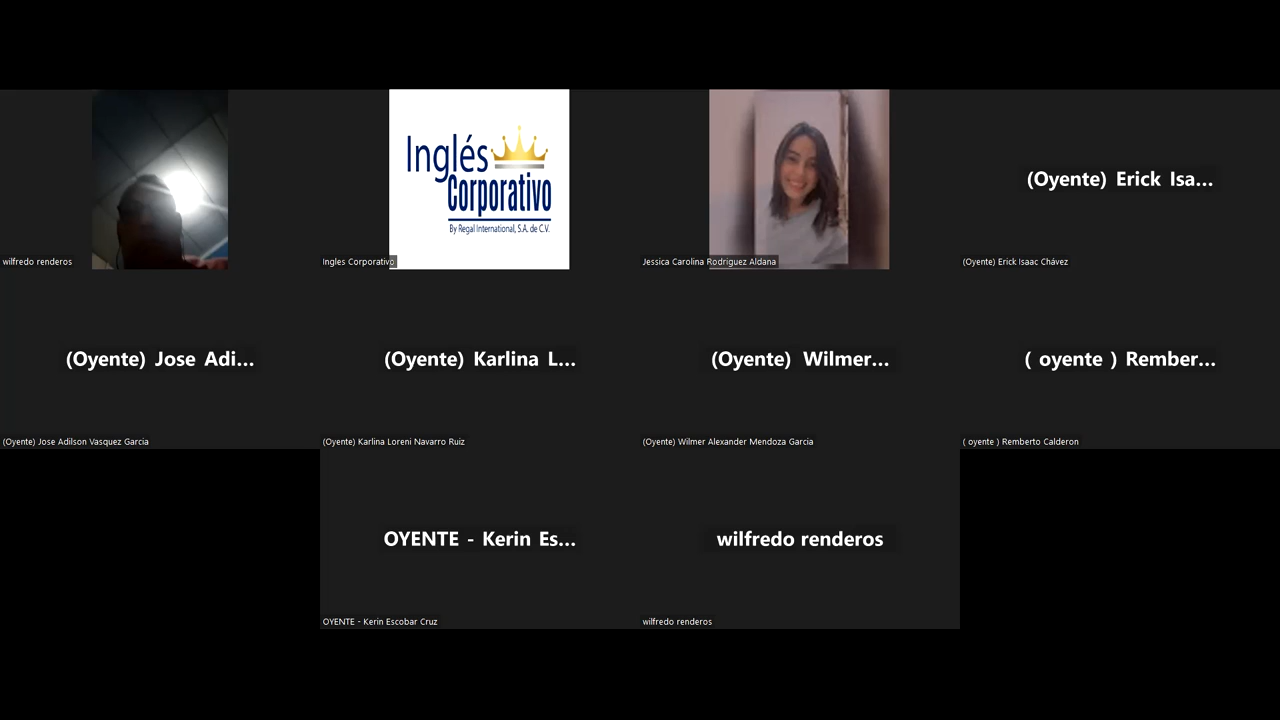 Inglés
Corporativo
By Regal International, S.A. de C.V.
wilfredo renderos
Ingles Corporativo
Jessica Carolina Rodriguez Aldana
(Oyente) Erick Isa...
(Oyente) Erick Isaac Chávez
(Oyente) Jose Adi...
(Oyente) Karlina L...
(Oyente) Wilmer...
( oyente ) Rember...
(Oyente) Jose Adilson Vasquez Garcia
(Oyente) Karlina Loreni Navarro Ruiz
(Oyente) Wilmer Alexander Mendoza Garcia
( oyente ) Remberto Calderon
OYENTE - Kerin Es...
wilfredo renderos
OYENTE - Kerin Escobar Cruz
wilfredo renderos